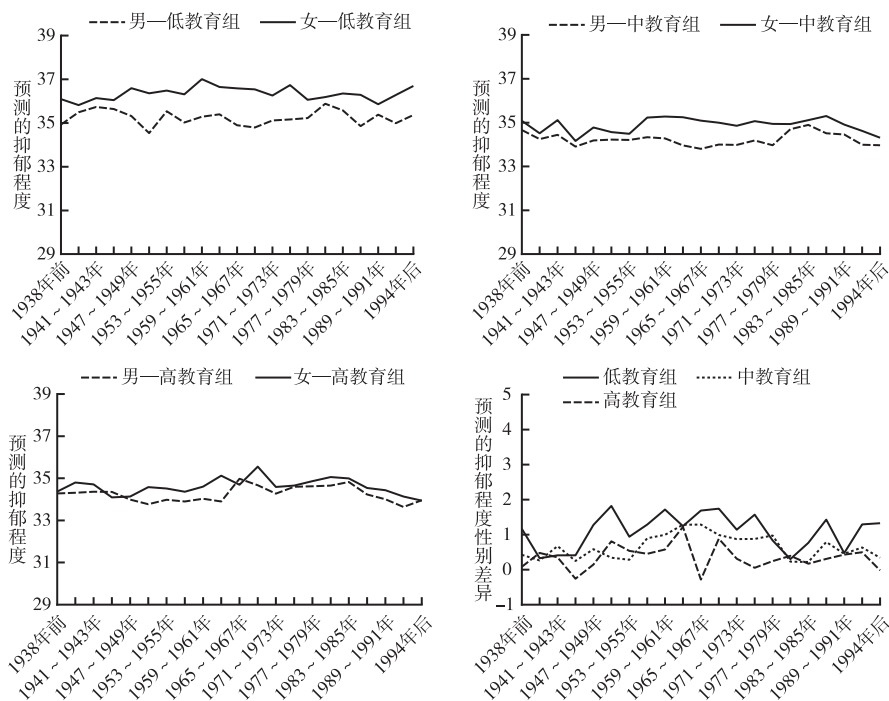 男—低教育组 女—低教育组
预测的抑郁程度
39
37
35
33
31
29
1938年前
1941～1943年
1947～1949年
1953～1955年
1959～1961年
1965～1967年
1971～1973年
1977～1979年
1983～1985年
1989～1991年
1994年后
男—中教育组 女—中教育组
预测的抑郁程度
39
37
35
33
31
29
1938年前
1941～1943年
1947～1949年
1953～1955年
1959～1961年
1965～1967年
1971～1973年
1977～1979年
1983～1985年
1989～1991年
1994年后
男—高教育组 女—高教育组
预测的抑郁程度
39
37
35
33
31
29
1938年前
1941～1943年
1947～1949年
1953～1955年
1959～1961年
1965～1967年
1971～1973年
1977～1979年
1983～1985年
1989～1991年
1994年后
低教育组 中教育组
高教育组
预测的抑郁程度性别差异
5
4
3
2
1
0
−1
1938年前
1941～1943年
1947～1949年
1953～1955年
1959～1961年
1965～1967年
1971～1973年
1977～1979年
1983～1985年
1989～1991年
1994年后